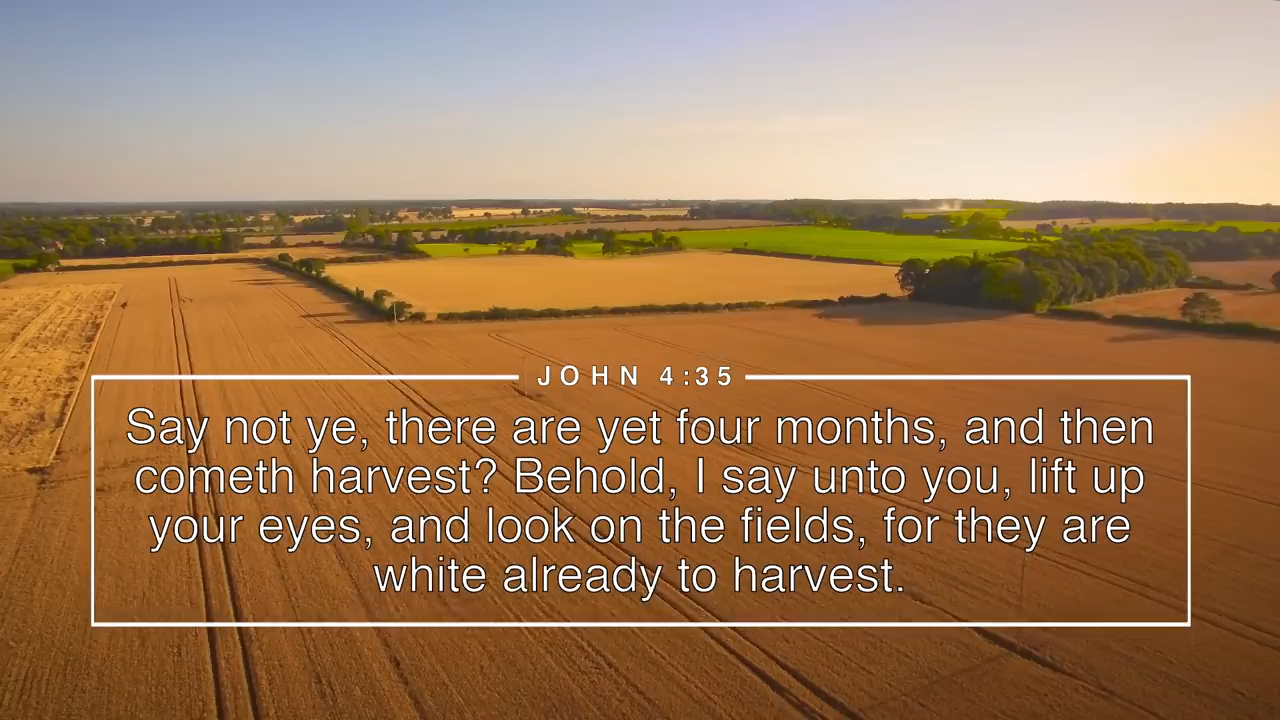 JOHN 4:35
Say not ye, there are yet four months, and then
cometh harvest? Behold, I say unto you, lift up
your eyes, and look on the fields, for they are
white already to harvest.